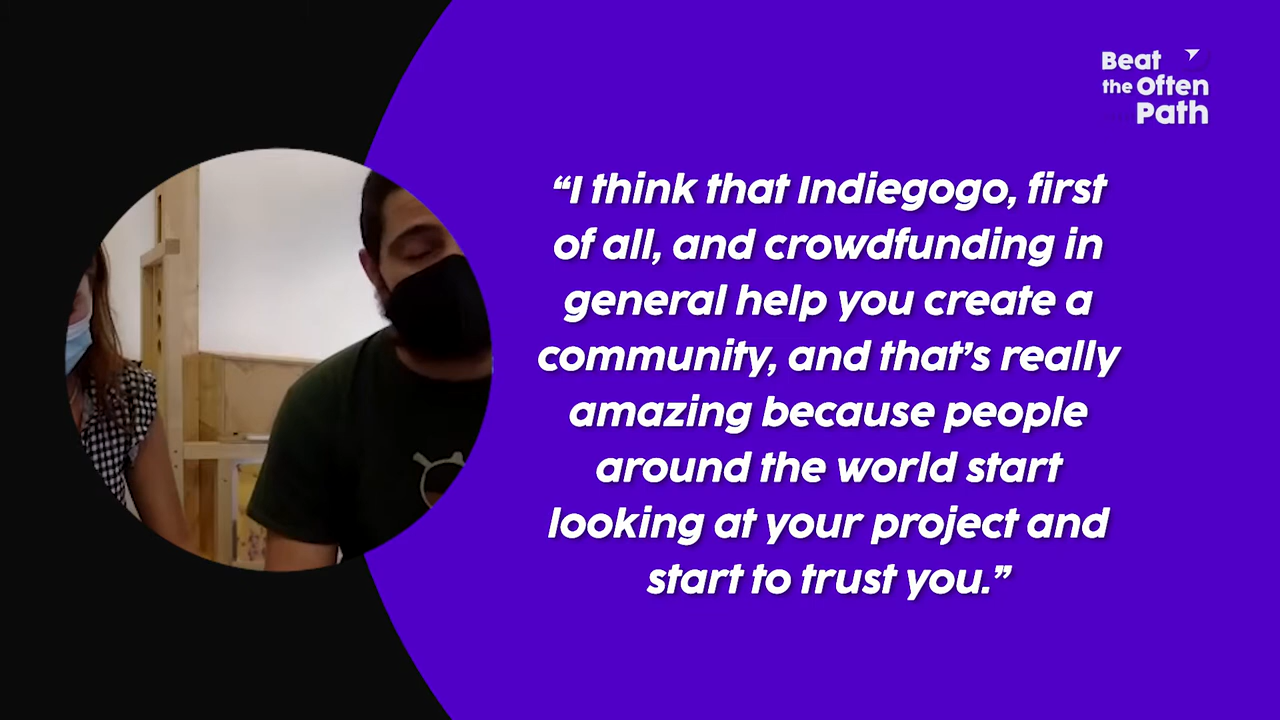 Beat
the Often
Path
“I think that Indiegogo, first
of all, and crowdfunding in
general help you create a
community, and that’s really
amazing because people
around the world start
looking at your project and
start to trust you.”